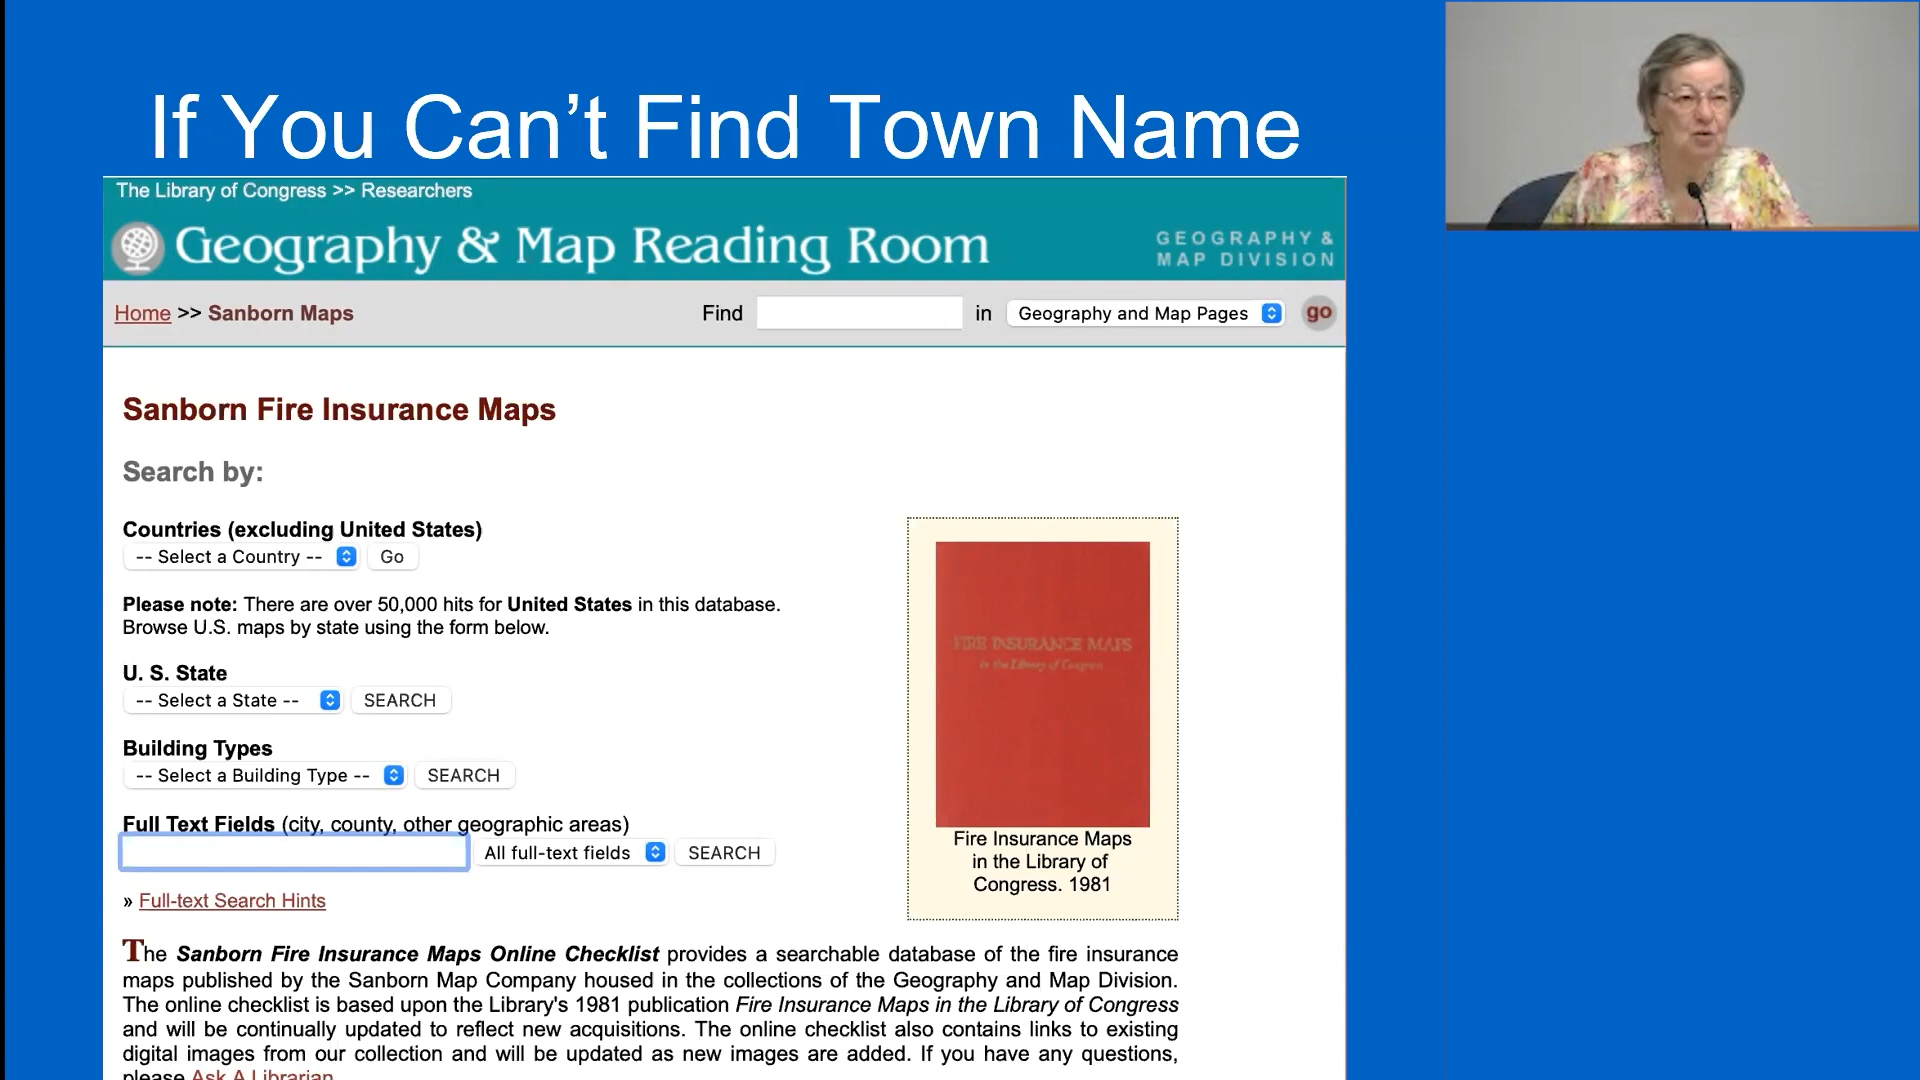 If You Can’t Find Town Name
The Library of Congress >> Researchers
Geography & Map Reading Room
GEOGRAPHY &
MAP DIVISION
Home >> Sanborn Maps
Find in Geography and Map Pages go
Sanborn Fire Insurance Maps
Search by:
Countries (excluding United States)
-- Select a Country -- Go
Please note: There are over 50,000 hits for United States in this database.
Browse U.S. maps by state using the form below.
U. S. State
-- Select a State -- SEARCH
Building Types
-- Select a Building Type -- SEARCH
Full Text Fields (city, county, other geographic areas)
All full-text fields SEARCH
» Full-text Search Hints
FIRE INSURANCE MAPS
in the Library of Congress
Fire Insurance Maps
in the Library of
Congress. 1981
The Sanborn Fire Insurance Maps Online Checklist provides a searchable database of the fire insurance
maps published by the Sanborn Map Company housed in the collections of the Geography and Map Division.
The online checklist is based upon the Library's 1981 publication Fire Insurance Maps in the Library of Congress
and will be continually updated to reflect new acquisitions. The online checklist also contains links to existing
digital images from our collection and will be updated as new images are added. If you have any questions,
please Ask A Librarian